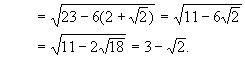 = √(23 − 6(2 + √2)) = √(11 − 6√2)
= √(11 − 2√18) = 3 − √2.